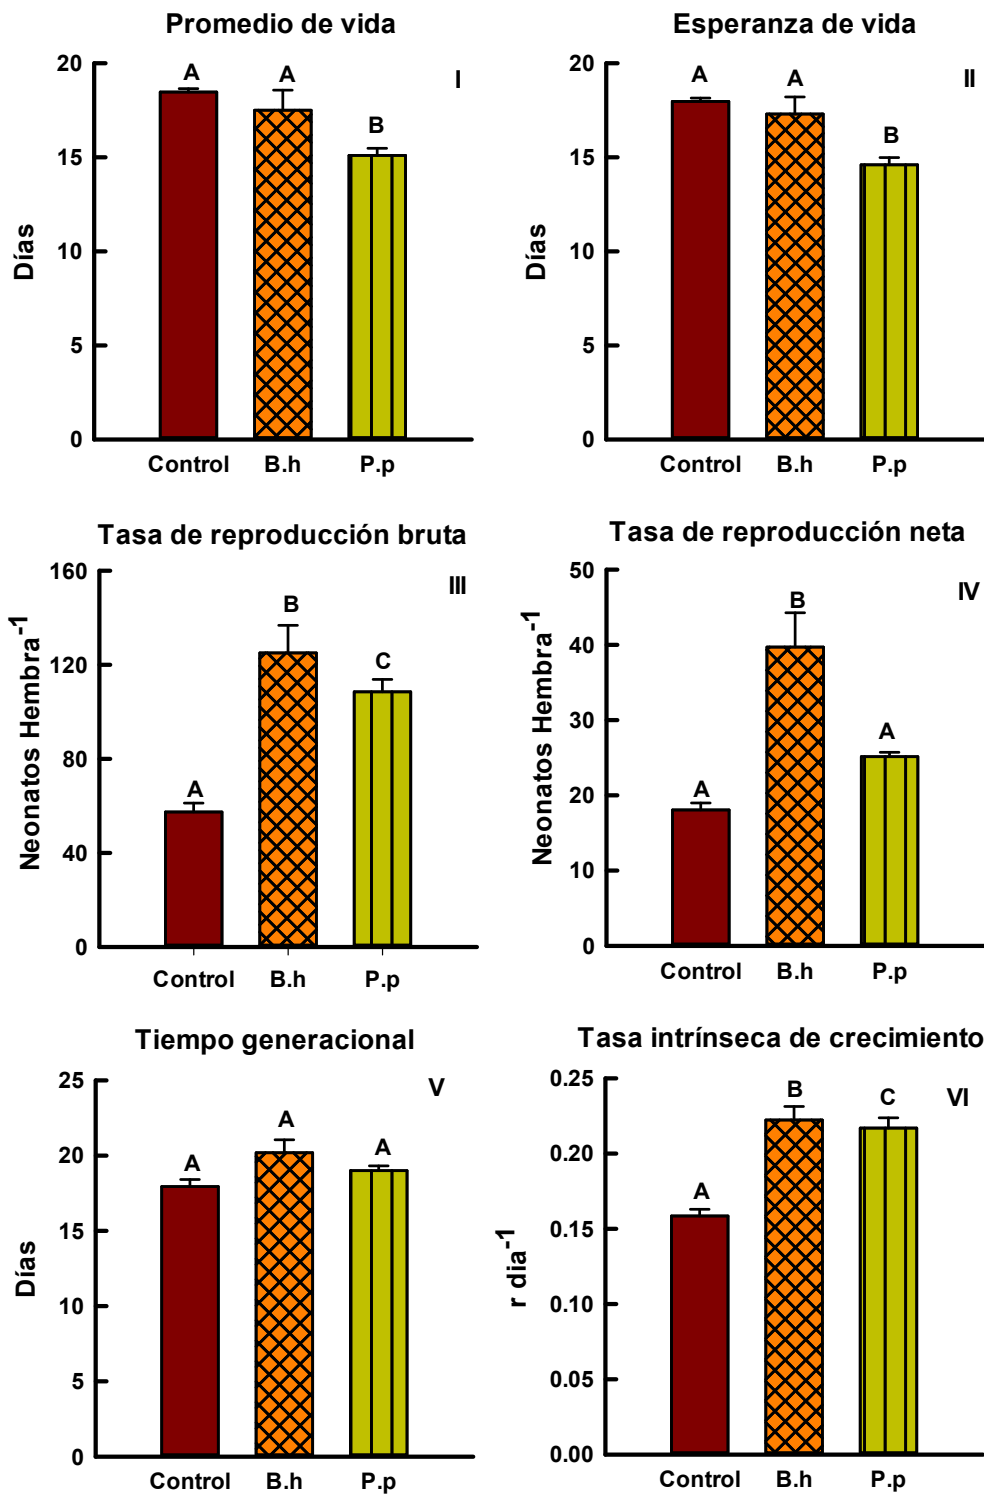 Promedio de vida
I
Días
20
15
10
5
0
A
A
B
Control
B.h
P.p
Esperanza de vida
II
Días
20
15
10
5
0
A
A
B
Control
B.h
P.p
Tasa de reproducción bruta
III
Neonatos Hembra-1
160
120
80
40
0
A
B
C
Control
B.h
P.p
Tasa de reproducción neta
IV
Neonatos Hembra-1
50
40
30
20
10
0
A
B
A
Control
B.h
P.p
Tiempo generacional
V
Días
25
20
15
10
5
0
A
A
A
Control
B.h
P.p
Tasa intrínseca de crecimiento
VI
r dia-1
0.25
0.20
0.15
0.10
0.05
0.00
A
B
C
Control
B.h
P.p